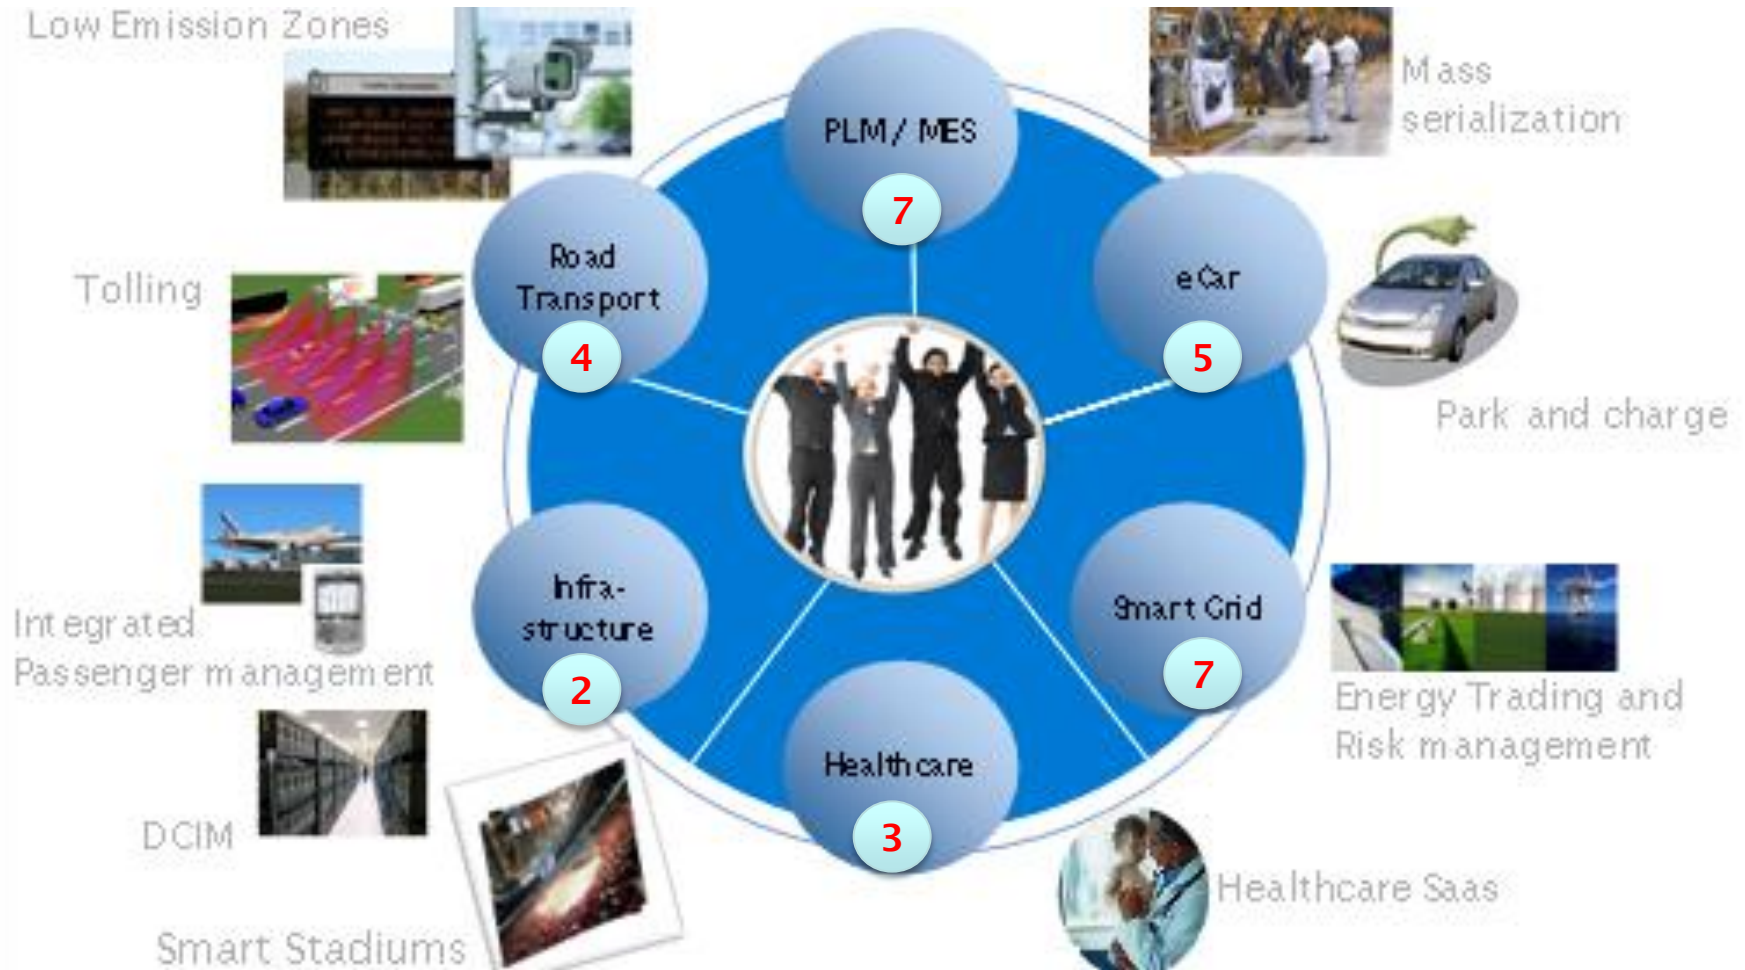 Low Emission Zones
Mass
serialization
PLM / MES
7
Road
Transport
4
eCar
5
Tolling
Park and charge
Infra-
structure
2
Smart Grid
7
Integrated
Passenger management
Energy Trading and
Risk management
Healthcare
3
DCIM
Healthcare Saas
Smart Stadiums